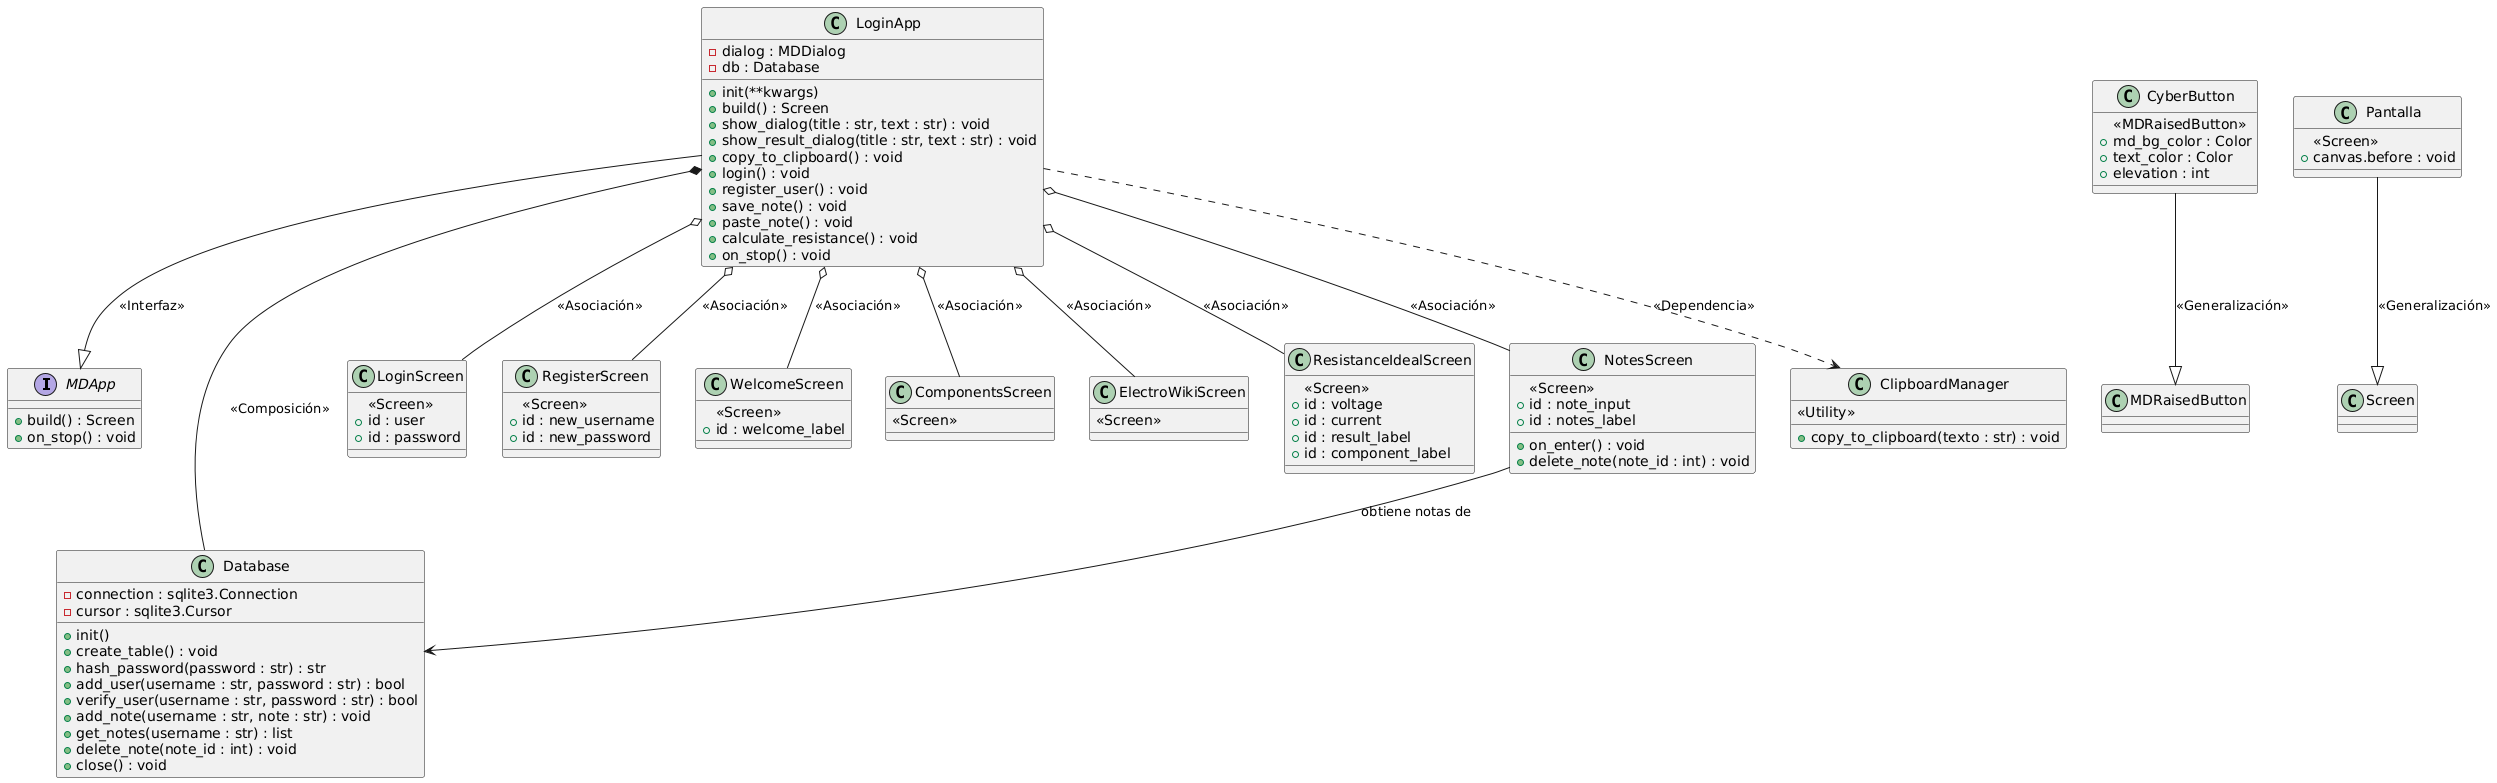 LoginApp
dialog : MDDialog
db : Database
init(**kwargs)
build() : Screen
show_dialog(title : str, text : str) : void
show_result_dialog(title : str, text : str) : void
copy_to_clipboard() : void
login() : void
register_user() : void
save_note() : void
paste_note() : void
calculate_resistance() : void
on_stop() : void
CyberButton
«MDRaisedButton»
md_bg_color : Color
text_color : Color
elevation : int
Pantalla
«Screen»
canvas.before : void
«Interfaz»
«Asociación»
«Asociación»
«Asociación»
«Asociación»
«Asociación»
«Asociación»
«Asociación»
«Dependencia»
«Generalización»
«Generalización»
I MDApp
build() : Screen
on_stop() : void
«Composición»
C LoginScreen
«Screen»
id : user
id : password
C RegisterScreen
«Screen»
id : new_username
id : new_password
C WelcomeScreen
«Screen»
id : welcome_label
C ComponentsScreen
«Screen»
C ElectroWikiScreen
«Screen»
C ResistanceIdealScreen
«Screen»
id : voltage
id : current
id : result_label
id : component_label
C NotesScreen
«Screen»
id : note_input
id : notes_label
on_enter() : void
delete_note(note_id : int) : void
C ClipboardManager
«Utility»
copy_to_clipboard(texto : str) : void
C MDRaisedButton
C Screen
obtiene notas de
C Database
connection : sqlite3.Connection
cursor : sqlite3.Cursor
init()
create_table() : void
hash_password(password : str) : str
add_user(username : str, password : str) : bool
verify_user(username : str, password : str) : bool
add_note(username : str, note : str) : void
get_notes(username : str) : list
delete_note(note_id : int) : void
close() : void